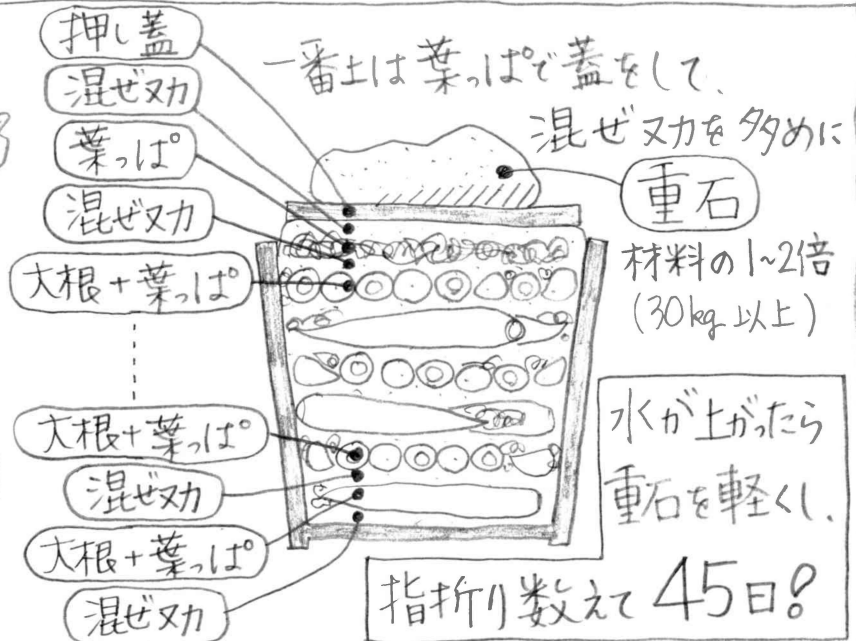 押し蓋
混ぜヌカ
葉っぱ
混ぜヌカ
大根+葉っぱ
大根+葉っぱ
混ぜヌカ
大根+葉っぱ
混ぜヌカ
一番上は葉っぱで蓋をして、
混ぜヌカを多めに
重石
材料の1~2倍
(30kg以上)
水が上がったら
重石を軽くし、
指折り数えて45日!